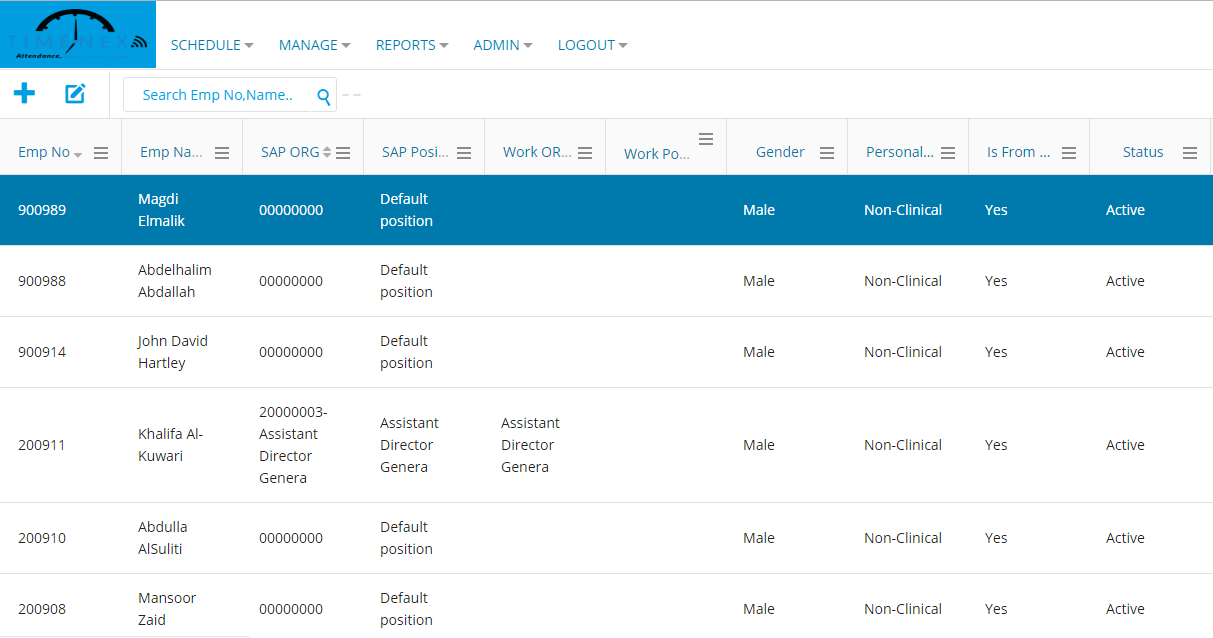 TIMENEX
Attendance.
SCHEDULE MANAGE REPORTS ADMIN LOGOUT
Search Emp No,Name..
Emp No Emp Na... SAP ORG SAP Posi... Work OR... Work Po... Gender Personal... Is From ... Status
900989 Magdi Elmalik 00000000 Default position Male Non-Clinical Yes Active
900988 Abdelhalim Abdallah 00000000 Default position Male Non-Clinical Yes Active
900914 John David Hartley 00000000 Default position Male Non-Clinical Yes Active
200911 Khalifa Al-Kuwari 20000003-Assistant Director Genera Assistant Director Genera Assistant Director Genera Male Non-Clinical Yes Active
200910 Abdulla AlSuliti 00000000 Default position Male Non-Clinical Yes Active
200908 Mansoor Zaid 00000000 Default position Male Non-Clinical Yes Active